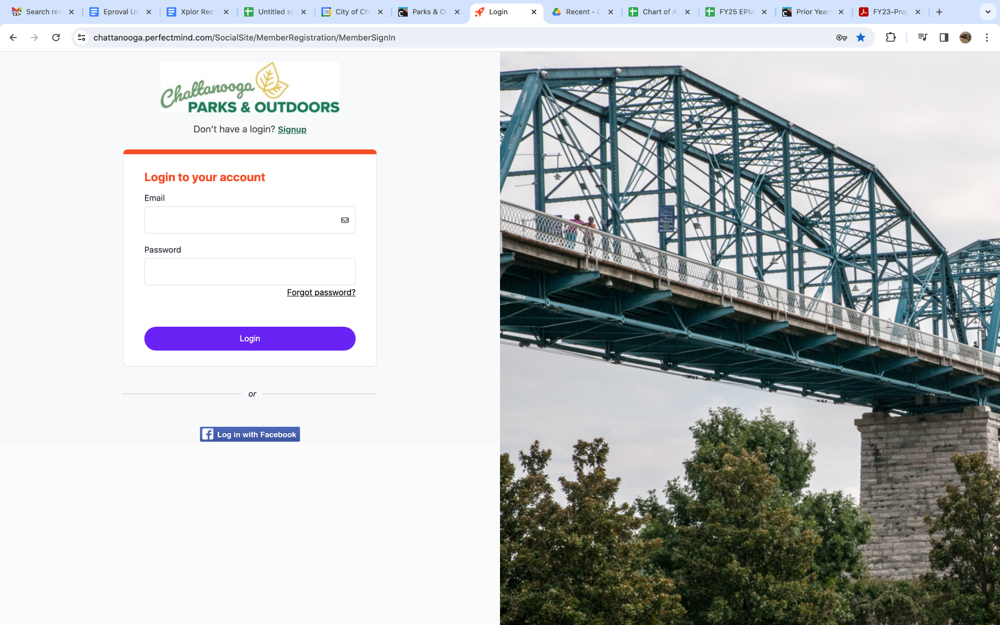 Search res
Eproval Us
Xplor Rec
Untitled sp
City of Ch
Parks & O
Login
Recent - G
Chart of A
FY25 EPM
Prior Years
FY23-Prop
chattanooga.perfectmind.com/SocialSite/MemberRegistration/MemberSignIn
Chattanooga
PARKS & OUTDOORS
Don't have a login? Signup
Login to your account
Email
Password
Forgot password?
Login
or
Log in with Facebook